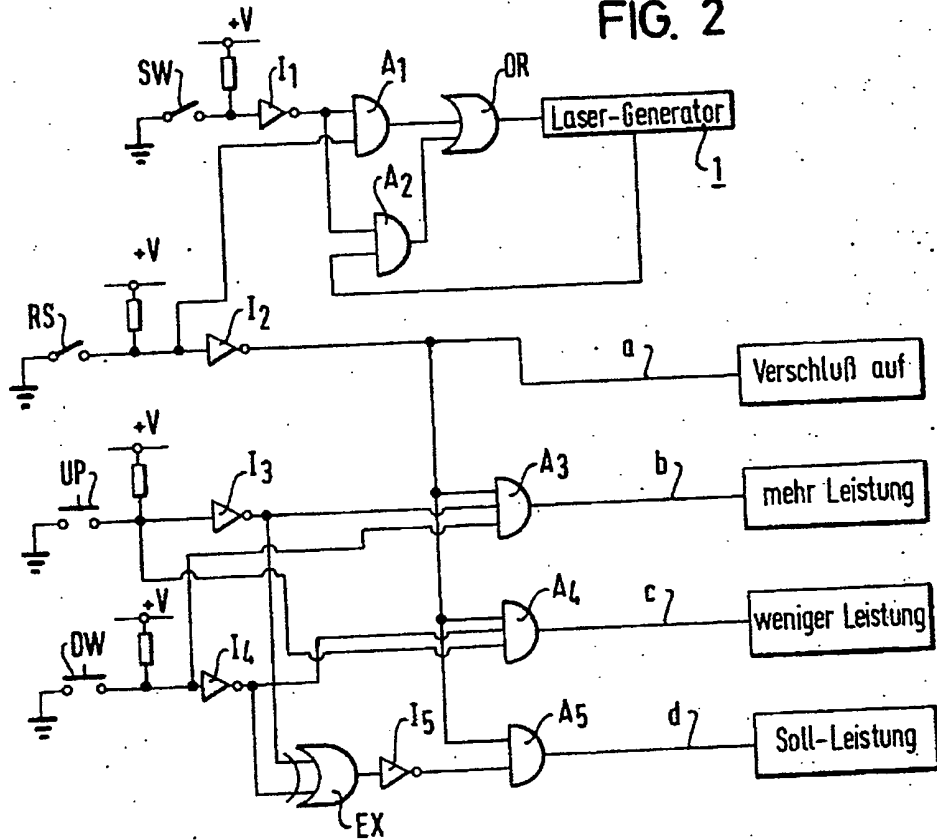 FIG. 2
+V
SW
I1
A1
OR
Laser-Generator
1
A2
+V
RS
I2
a
Verschluß auf
+V
UP
I3
A3
b
mehr Leistung
+V
DW
I4
A4
c
weniger Leistung
I5
A5
d
Soll-Leistung
EX